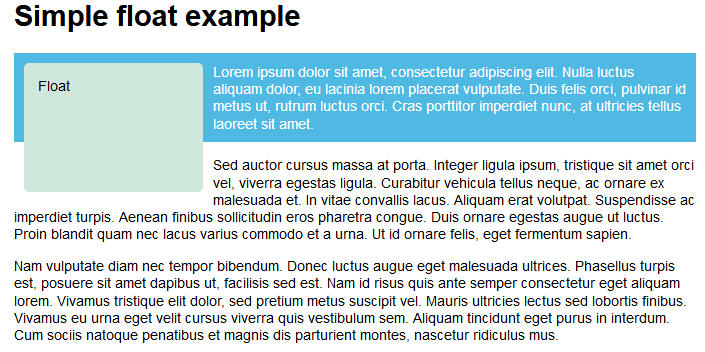 Simple float example
Float
Lorem ipsum dolor sit amet, consectetur adipiscing elit. Nulla luctus
aliquam dolor, eu lacinia lorem placerat vulputate. Duis felis orci, pulvinar id
metus ut, rutrum luctus orci. Cras porttitor imperdiet nunc, at ultricies tellus
laoreet sit amet.
Sed auctor cursus massa at porta. Integer ligula ipsum, tristique sit amet orci
vel, viverra egestas ligula. Curabitur vehicula tellus neque, ac ornare ex
malesuada et. In vitae convallis lacus. Aliquam erat volutpat. Suspendisse ac
imperdiet turpis. Aenean finibus sollicitudin eros pharetra congue. Duis ornare egestas augue ut luctus.
Proin blandit quam nec lacus varius commodo et a urna. Ut id ornare felis, eget fermentum sapien.
Nam vulputate diam nec tempor bibendum. Donec luctus augue eget malesuada ultrices. Phasellus turpis
est, posuere sit amet dapibus ut, facilisis sed est. Nam id risus quis ante semper consectetur eget aliquam
lorem. Vivamus tristique elit dolor, sed pretium metus suscipit vel. Mauris ultricies lectus sed lobortis finibus.
Vivamus eu urna eget velit cursus viverra quis vestibulum sem. Aliquam tincidunt eget purus in interdum.
Cum sociis natoque penatibus et magnis dis parturient montes, nascetur ridiculus mus.